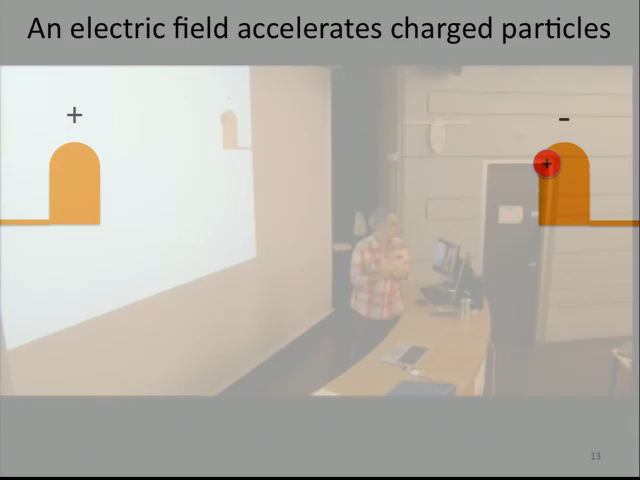 An electric field accelerates charged particles
+
-
+
13